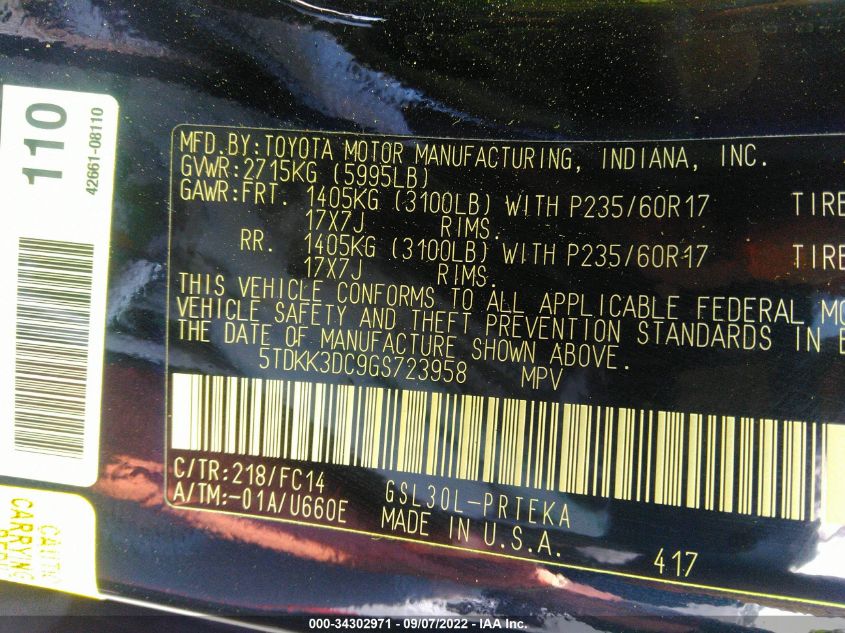 110
42661-08110
MFD.BY:TOYOTA MOTOR MANUFACTURING, INDIANA, INC.
GVWR:2715KG (5995LB)
GAWR:FRT. 1405KG (3100LB) WITH P235/60R17 TIRE
17X7J RIMS.
RR. 1405KG (3100LB) WITH P235/60R17 TIRE
17X7J RIMS.
THIS VEHICLE CONFORMS TO ALL APPLICABLE FEDERAL MO
VEHICLE SAFETY AND THEFT PREVENTION STANDARDS IN E
THE DATE OF MANUFACTURE SHOWN ABOVE.
5TDKK3DC9GS723958 MPV
C/TR:218/FC14
A/TM:-01A/U660E
GSL30L-PRTEKA
MADE IN U.S.A.
417
CARRYING
000-34302971 - 09/07/2022 - IAA Inc.